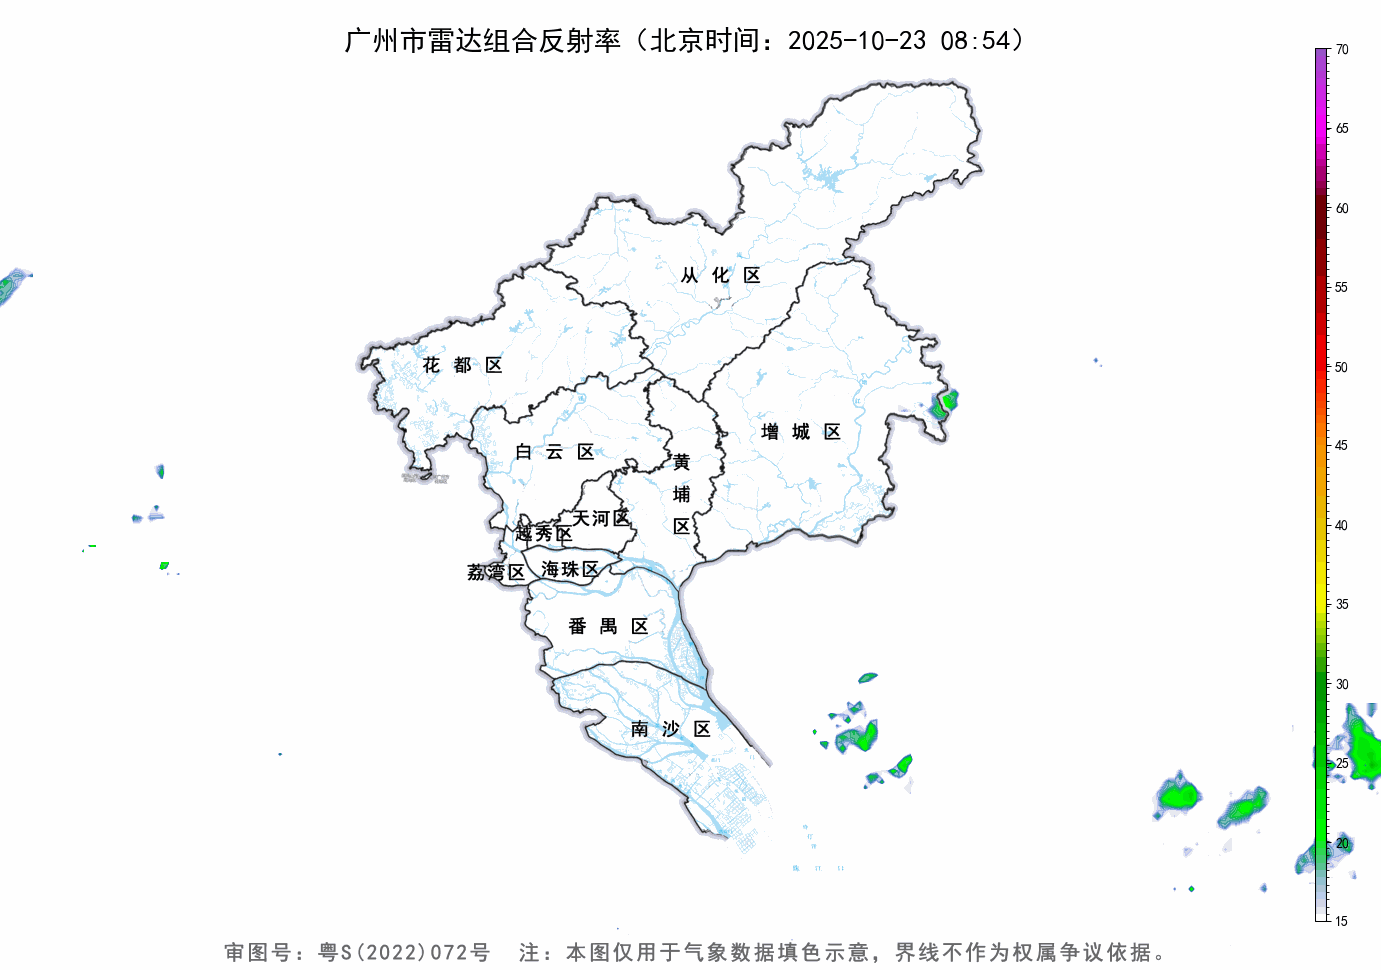 广州市雷达组合反射率（北京时间：2025-10-23 08:54）
70
65
60
55
50
45
40
35
30
25
20
15
从化区
花都区
增城区
白云区
黄埔区
天河区
越秀区
荔湾区
海珠区
番禺区
南沙区
审图号：粤S(2022)072号 注：本图仅用于气象数据填色示意，界线不作为权属争议依据。